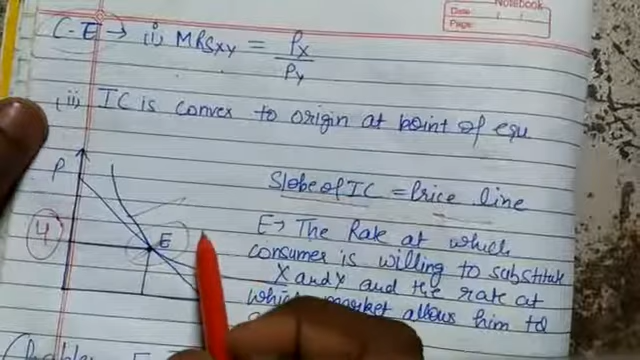 Notebook
Date
Page
C.E → (i) MRSxy = Px
Py
(ii) IC is convex to origin at point of equ
P
Slope of IC = Price line
4
E
E → The Rate at which
consumer is willing to substitute
X and Y and the rate at
which market allows him to